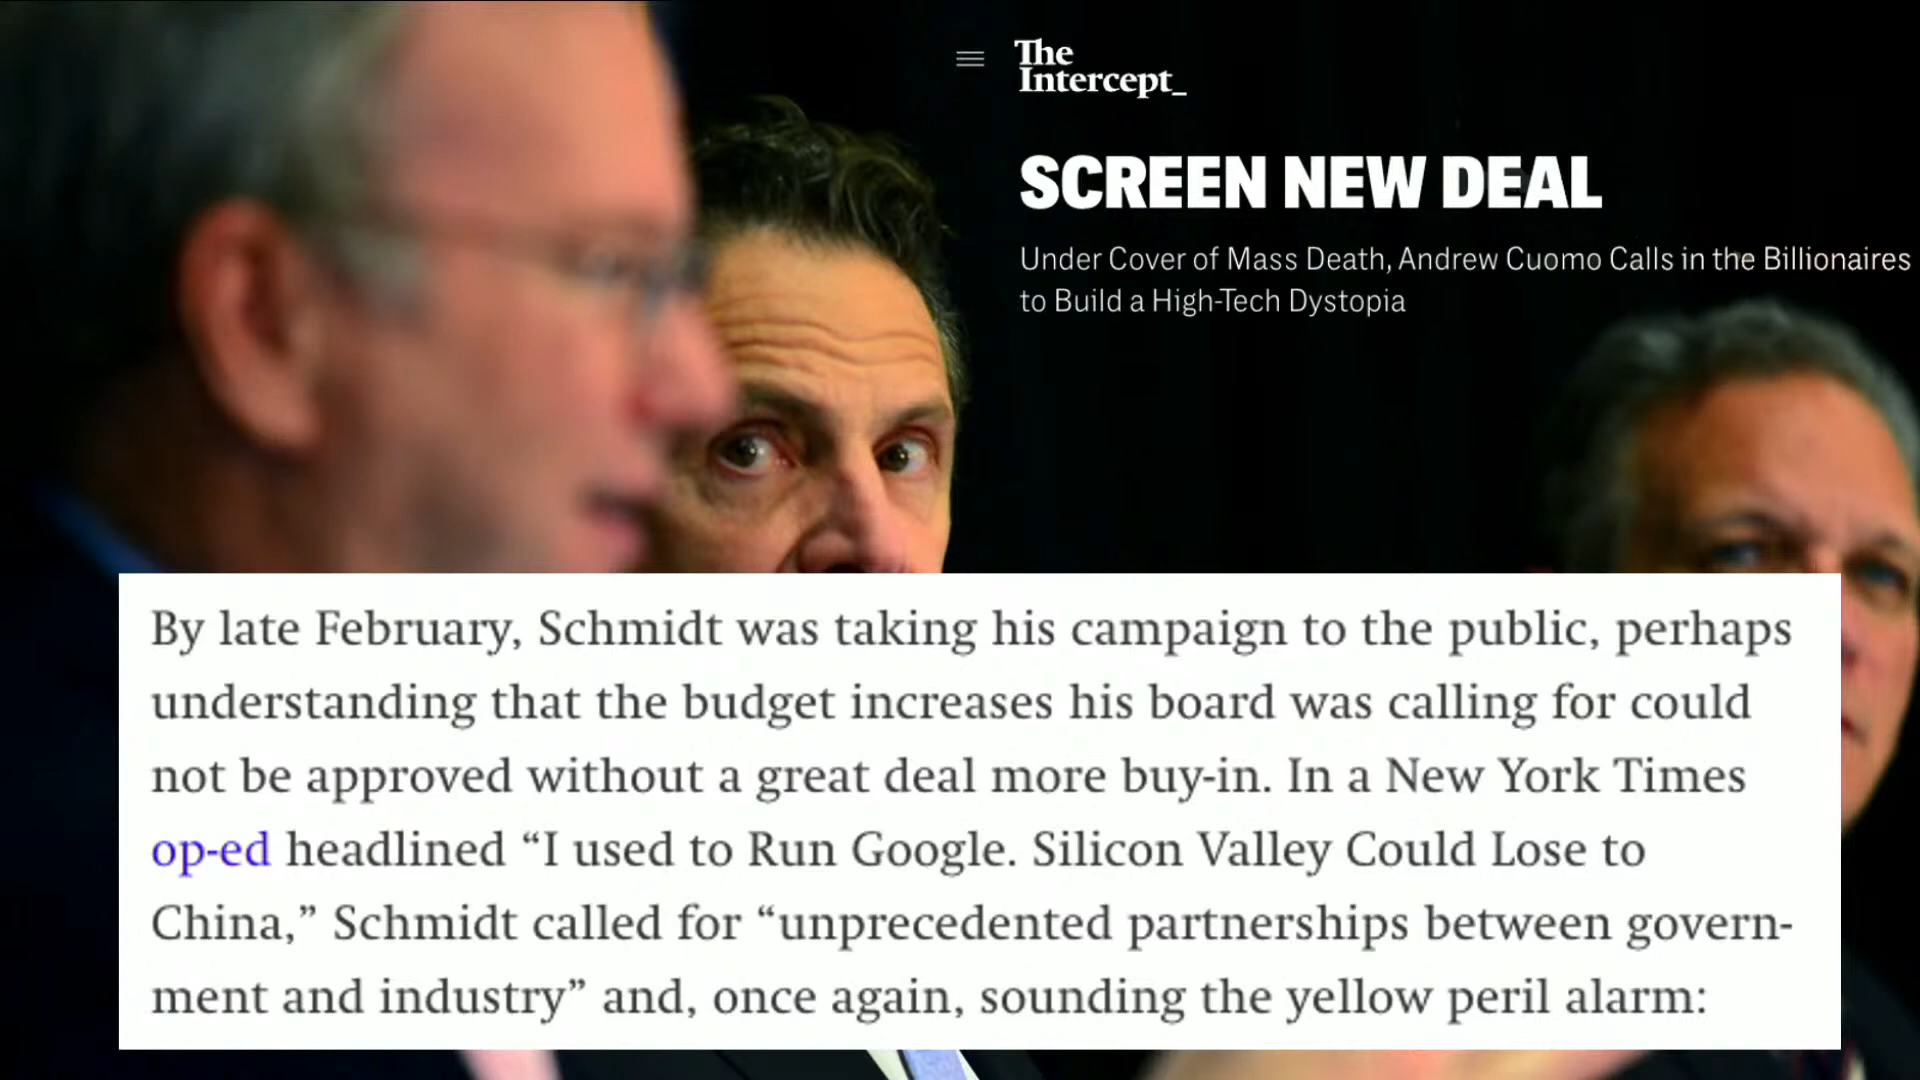 The
Intercept_
SCREEN NEW DEAL
Under Cover of Mass Death, Andrew Cuomo Calls in the Billionaires
to Build a High-Tech Dystopia
By late February, Schmidt was taking his campaign to the public, perhaps
understanding that the budget increases his board was calling for could
not be approved without a great deal more buy-in. In a New York Times
op-ed headlined “I used to Run Google. Silicon Valley Could Lose to
China,” Schmidt called for “unprecedented partnerships between govern-
ment and industry” and, once again, sounding the yellow peril alarm: